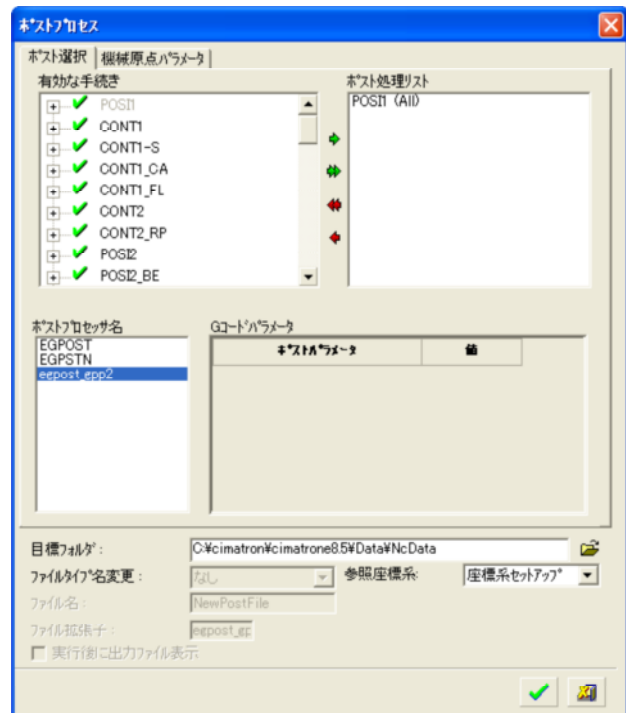 ポストプロセス
ポスト選択 機械原点パラメータ
有効な手続き ポスト処理リスト
POSI1 POSI1 (All)
CONT1
CONT1-S
CONT1_CA
CONT1_FL
CONT2
CONT2_RP
POSI2
POSI2_BE
ポストプロセッサ名 Gコードパラメータ
EGPOST ポストパラメータ 値
EGPSTN
egpost_gpp2
目標フォルダ: C:¥cimatron¥cimatrone8.5¥Data¥NcData
ファイルタイプ名変更: なし 参照座標系: 座標系セットアップ
ファイル名: NewPostFile
ファイル拡張子: egpost_gp
実行後に出力ファイル表示